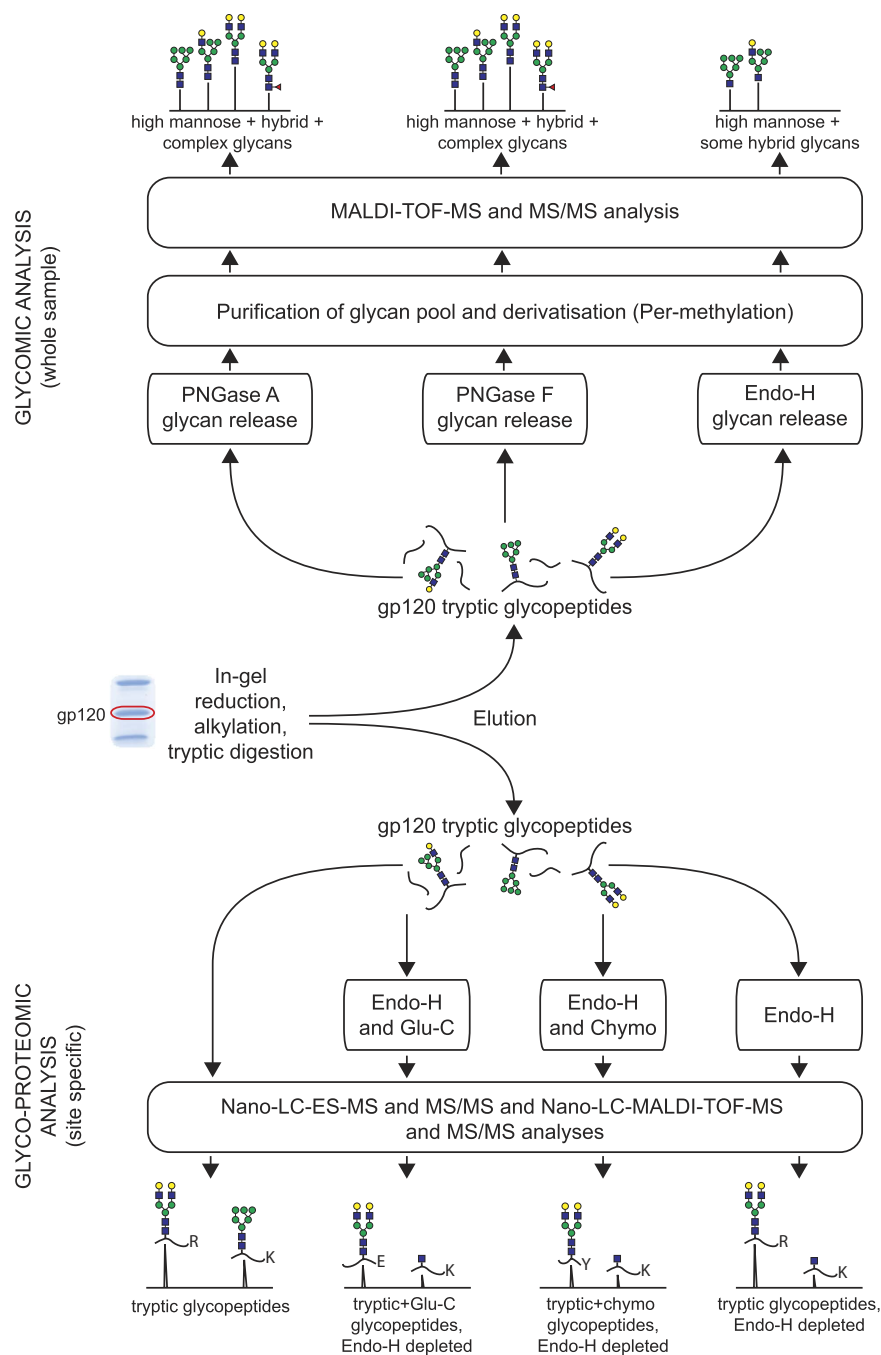 high mannose + hybrid +
complex glycans
high mannose + hybrid +
complex glycans
high mannose +
some hybrid glycans
MALDI-TOF-MS and MS/MS analysis
Purification of glycan pool and derivatisation (Per-methylation)
GLYCOMIC ANALYSIS
(whole sample)
PNGase A
glycan release
PNGase F
glycan release
Endo-H
glycan release
gp120 tryptic glycopeptides
gp120
In-gel
reduction,
alkylation,
tryptic digestion
Elution
gp120 tryptic glycopeptides
GLYCO-PROTEOMIC
ANALYSIS
(site specific)
Endo-H
and Glu-C
Endo-H
and Chymo
Endo-H
Nano-LC-ES-MS and MS/MS and Nano-LC-MALDI-TOF-MS
and MS/MS analyses
R
K
E
K
Y
K
R
K
tryptic glycopeptides
tryptic+Glu-C
glycopeptides,
Endo-H depleted
tryptic+chymo
glycopeptides,
Endo-H depleted
tryptic glycopeptides,
Endo-H depleted